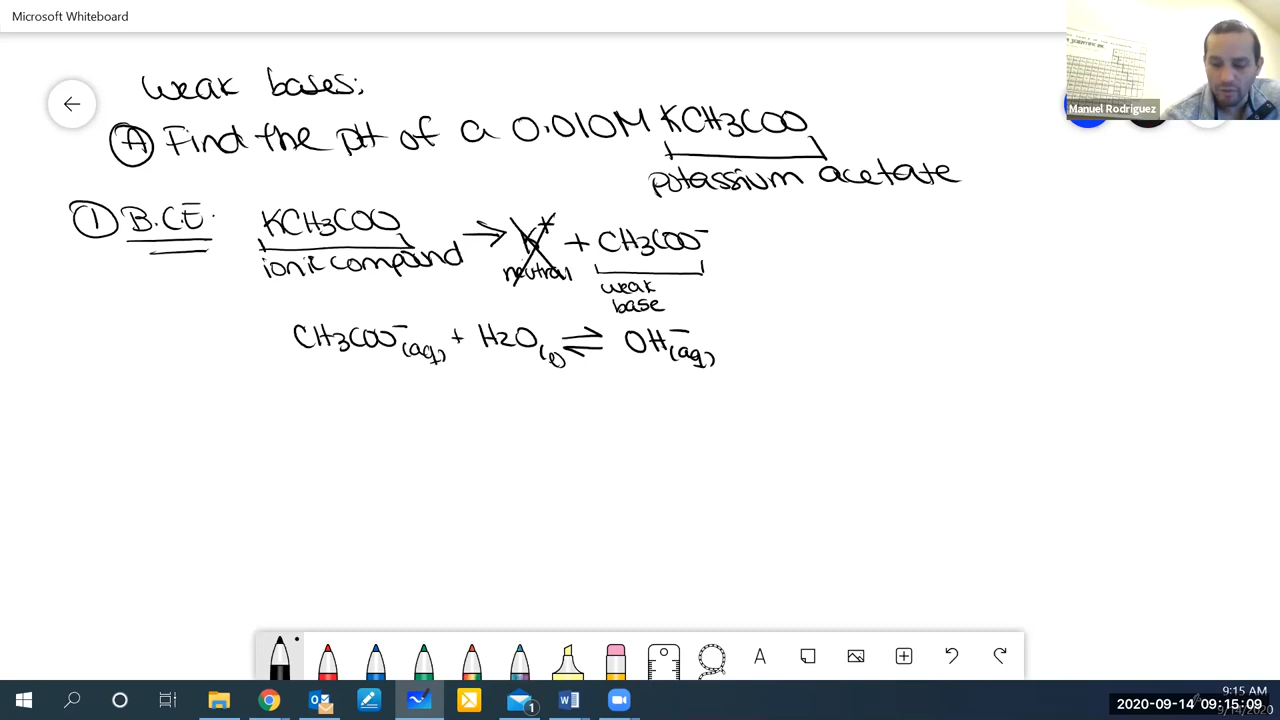 Microsoft Whiteboard
weak bases:
Ⓐ Find the pH of a 0.010M KCH3COO
potassium acetate
① B.C.E. KCH3COO → K+ + CH3COO−
ionic compound neutral weak base
CH3COO−(aq) + H2O(l) ⇌ OH−(aq)
Manuel Rodriguez
A
1
W
9:15 AM
2020-09-14 09:15:09